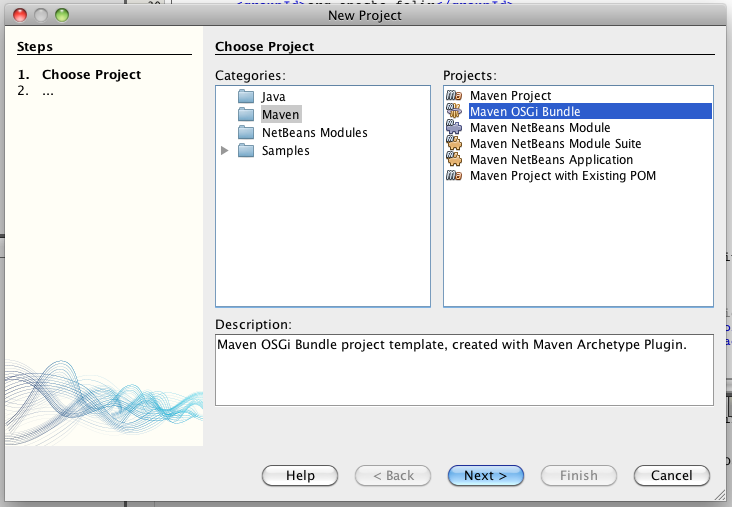 New Project
Steps
1. Choose Project
2. ...
Choose Project
Categories:
Java
Maven
NetBeans Modules
Samples
Projects:
Maven Project
Maven OSGi Bundle
Maven NetBeans Module
Maven NetBeans Module Suite
Maven NetBeans Application
Maven Project with Existing POM
Description:
Maven OSGi Bundle project template, created with Maven Archetype Plugin.
Help
< Back
Next >
Finish
Cancel